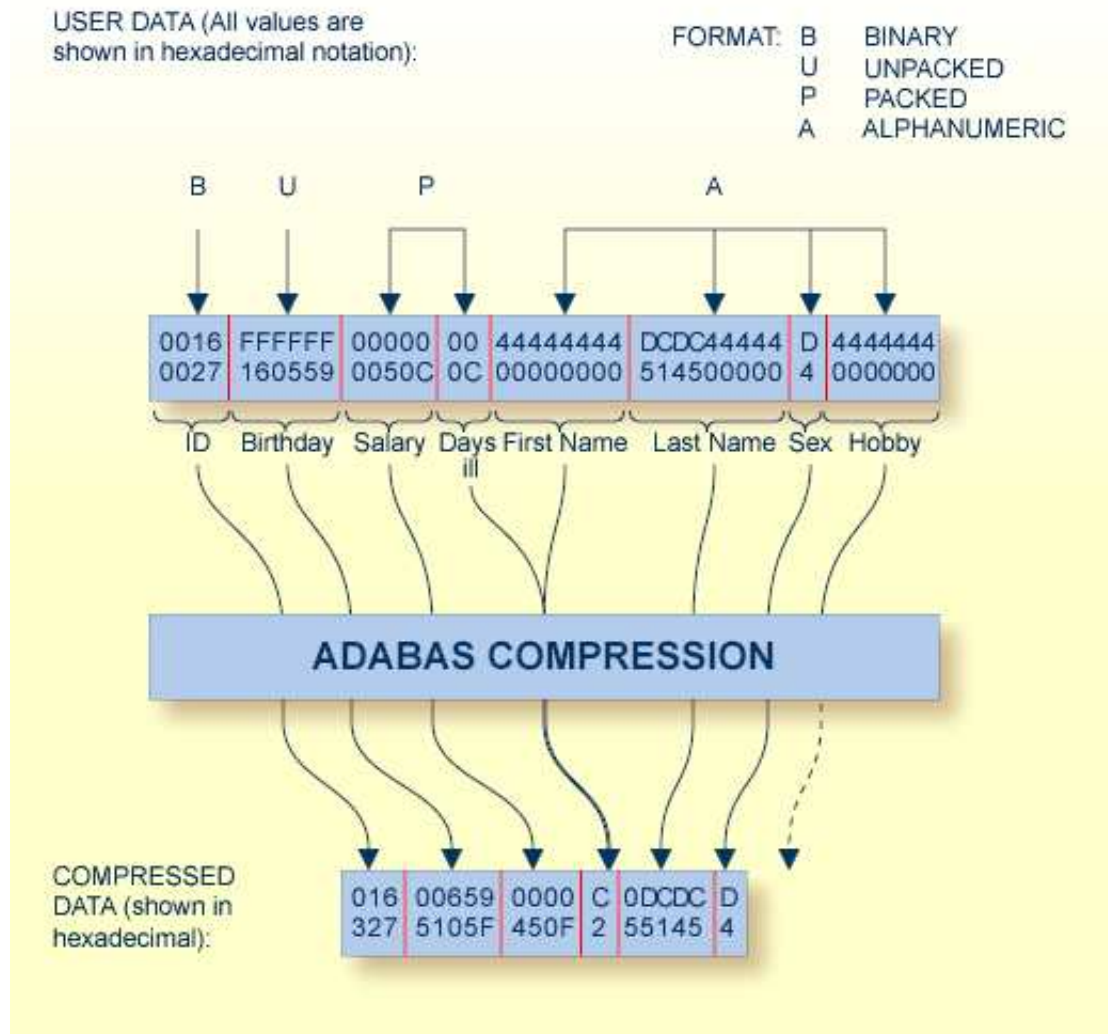 USER DATA (All values are
shown in hexadecimal notation):
FORMAT: B BINARY
U UNPACKED
P PACKED
A ALPHANUMERIC
B U P A
0016 FFFFFF 00000 00 44444444 DCDC44444 D 4444444
0027 160559 0050C 0C 00000000 514500000 4 0000000
ID Birthday Salary Days First Name Last Name Sex Hobby
ill
ADABAS COMPRESSION
COMPRESSED
DATA (shown in
hexadecimal):
016 00659 0000 C 0DCDC D
327 5105F 450F 2 55145 4